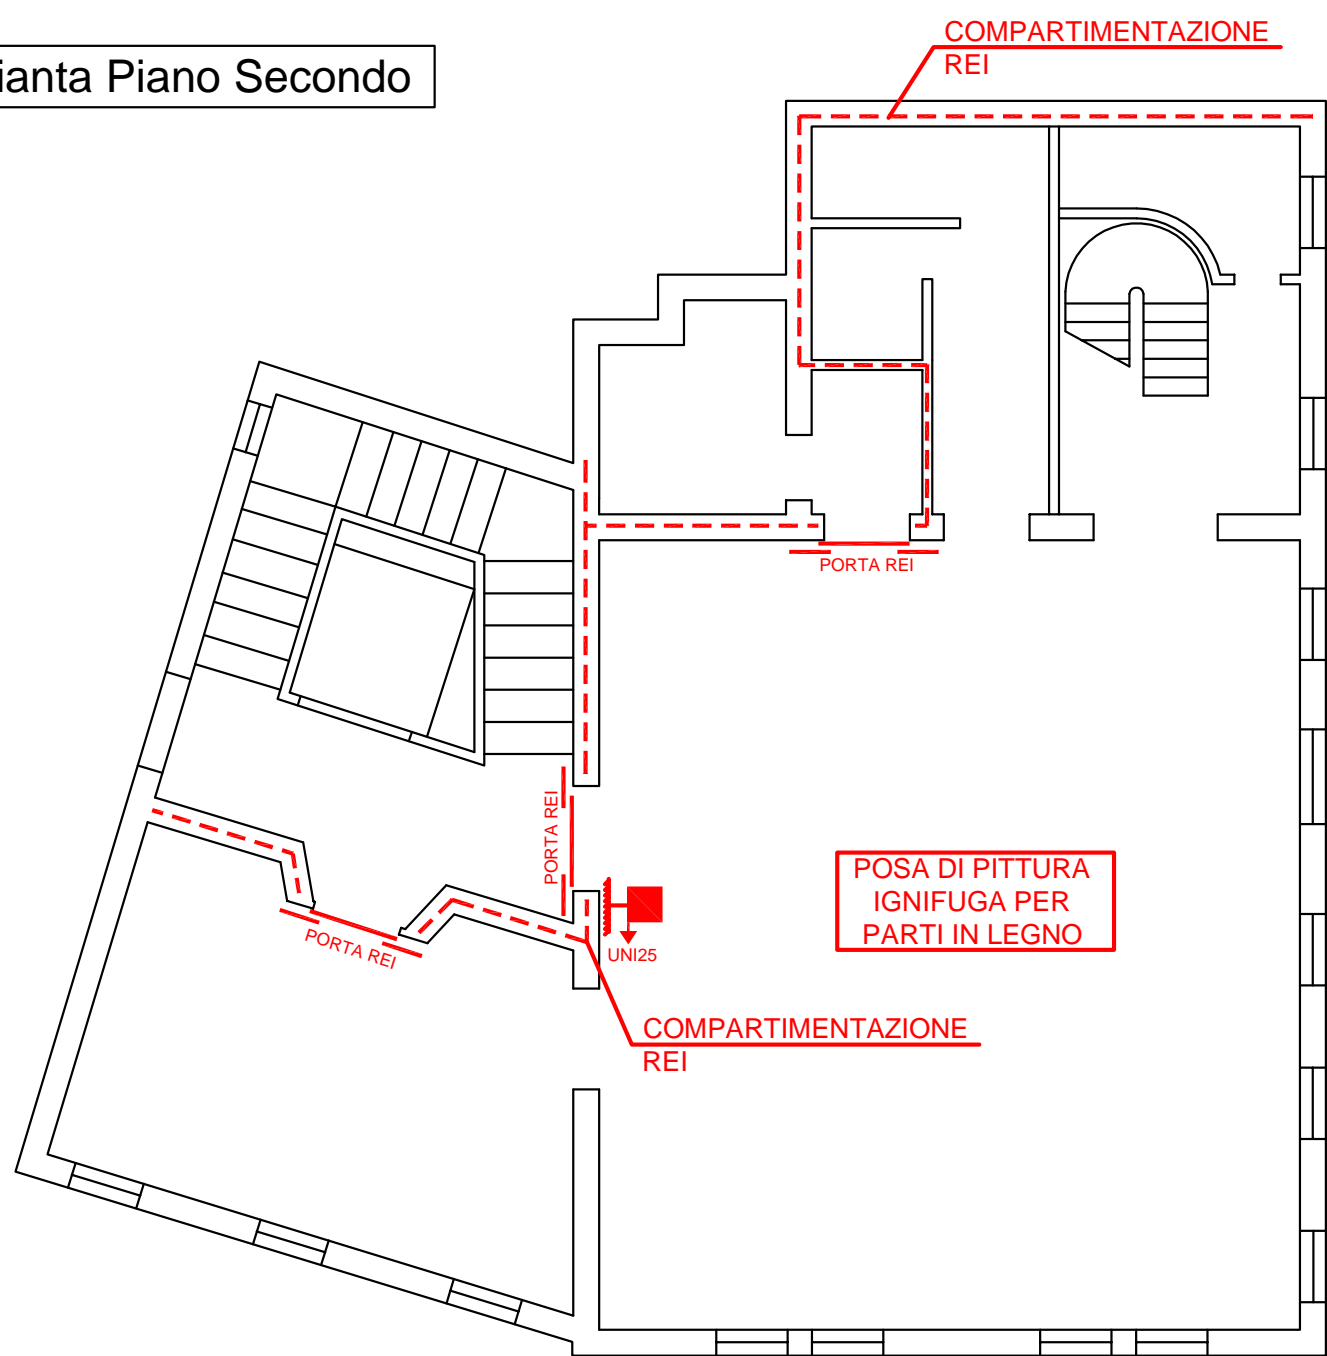 COMPARTIMENTAZIONE
REI
ianta Piano Secondo
PORTA REI
PORTA REI
POSA DI PITTURA
IGNIFUGA PER
PARTI IN LEGNO
PORTA REI
UNI25
COMPARTIMENTAZIONE
REI